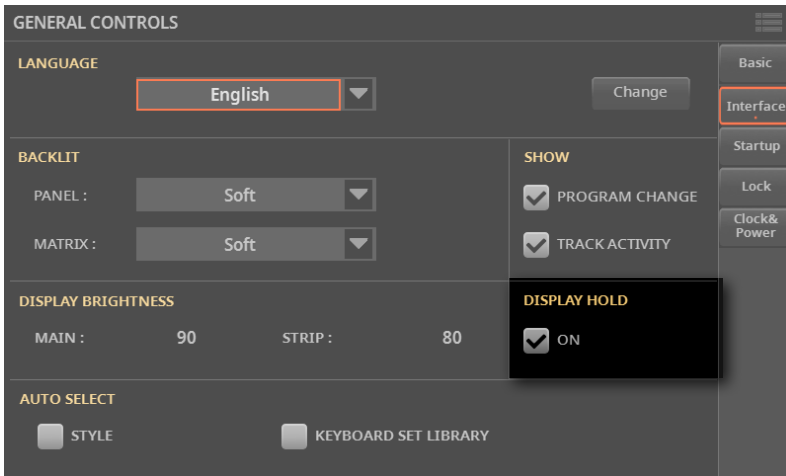 GENERAL CONTROLS
LANGUAGE
English
Change
BACKLIT
PANEL :
Soft
MATRIX :
Soft
SHOW
PROGRAM CHANGE
TRACK ACTIVITY
DISPLAY BRIGHTNESS
MAIN :
90
STRIP :
80
DISPLAY HOLD
ON
AUTO SELECT
STYLE
KEYBOARD SET LIBRARY
Basic
Interface
Startup
Lock
Clock&
Power